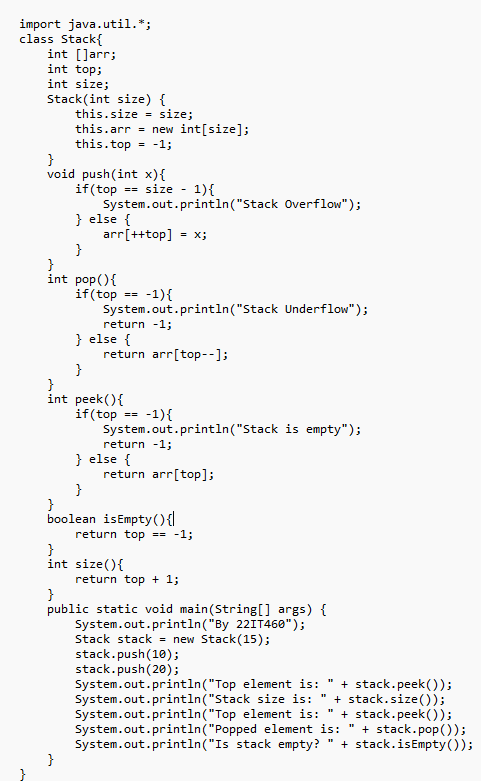 import java.util.*;
class Stack{
    int []arr;
    int top;
    int size;
    Stack(int size) {
        this.size = size;
        this.arr = new int[size];
        this.top = -1;
    }
    void push(int x){
        if(top == size - 1){
            System.out.println("Stack Overflow");
        } else {
            arr[++top] = x;
        }
    }
    int pop(){
        if(top == -1){
            System.out.println("Stack Underflow");
            return -1;
        } else {
            return arr[top--];
        }
    }
    int peek(){
        if(top == -1){
            System.out.println("Stack is empty");
            return -1;
        } else {
            return arr[top];
        }
    }
    boolean isEmpty(){
        return top == -1;
    }
    int size(){
        return top + 1;
    }
    public static void main(String[] args) {
        System.out.println("By 22IT460");
        Stack stack = new Stack(15);
        stack.push(10);
        stack.push(20);
        System.out.println("Top element is: " + stack.peek());
        System.out.println("Stack size is: " + stack.size());
        System.out.println("Top element is: " + stack.peek());
        System.out.println("Popped element is: " + stack.pop());
        System.out.println("Is stack empty? " + stack.isEmpty());
    }
}